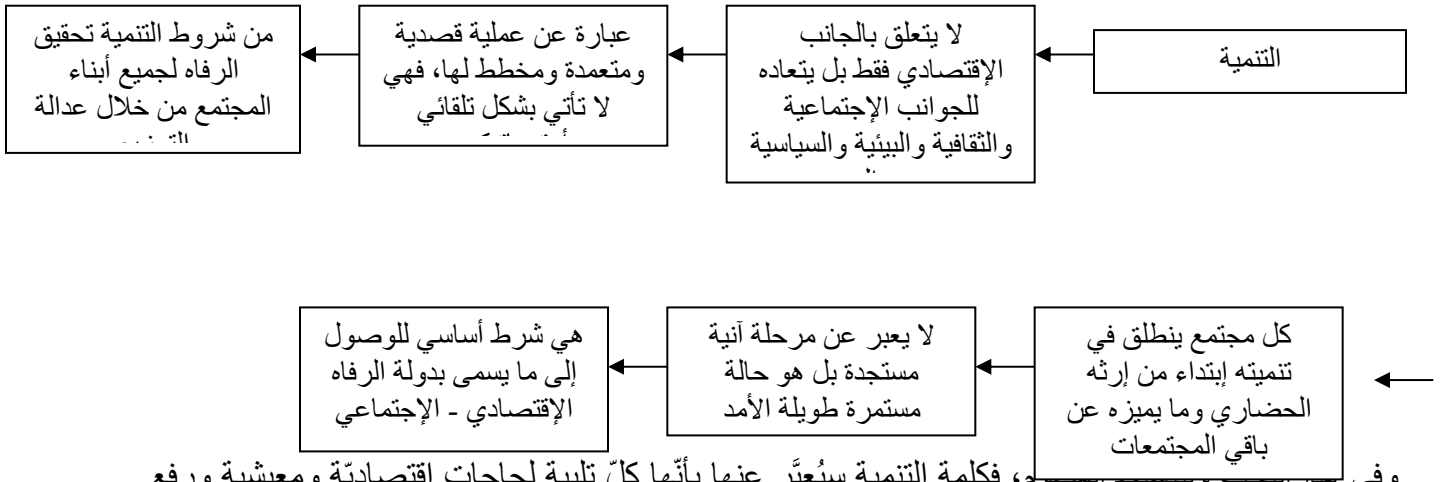 التنمية
لا يتعلق بالجانب
الإقتصادي فقط بل يتعاده
للجوانب الإجتماعية
والثقافية والبيئية والسياسية
عبارة عن عملية قصدية
ومتعمدة ومخطط لها، فهي
لا تأتي بشكل تلقائي
من شروط التنمية تحقيق
الرفاه لجميع أبناء
المجتمع من خلال عدالة
كل مجتمع ينطلق في
تنميته إبتداء من إرثه
الحضاري وما يميزه عن
باقي المجتمعات
لا يعبر عن مرحلة آنية
مستجدة بل هو حالة
مستمرة طويلة الأمد
هي شرط أساسي للوصول
إلى ما يسمى بدولة الرفاه
الإقتصادي - الإجتماعي
وفي فكلمة التنمية سيُعبَّر عنها بأنّها كلّ تلبية لحاجات اقتصاديّة ومعيشية ورفع